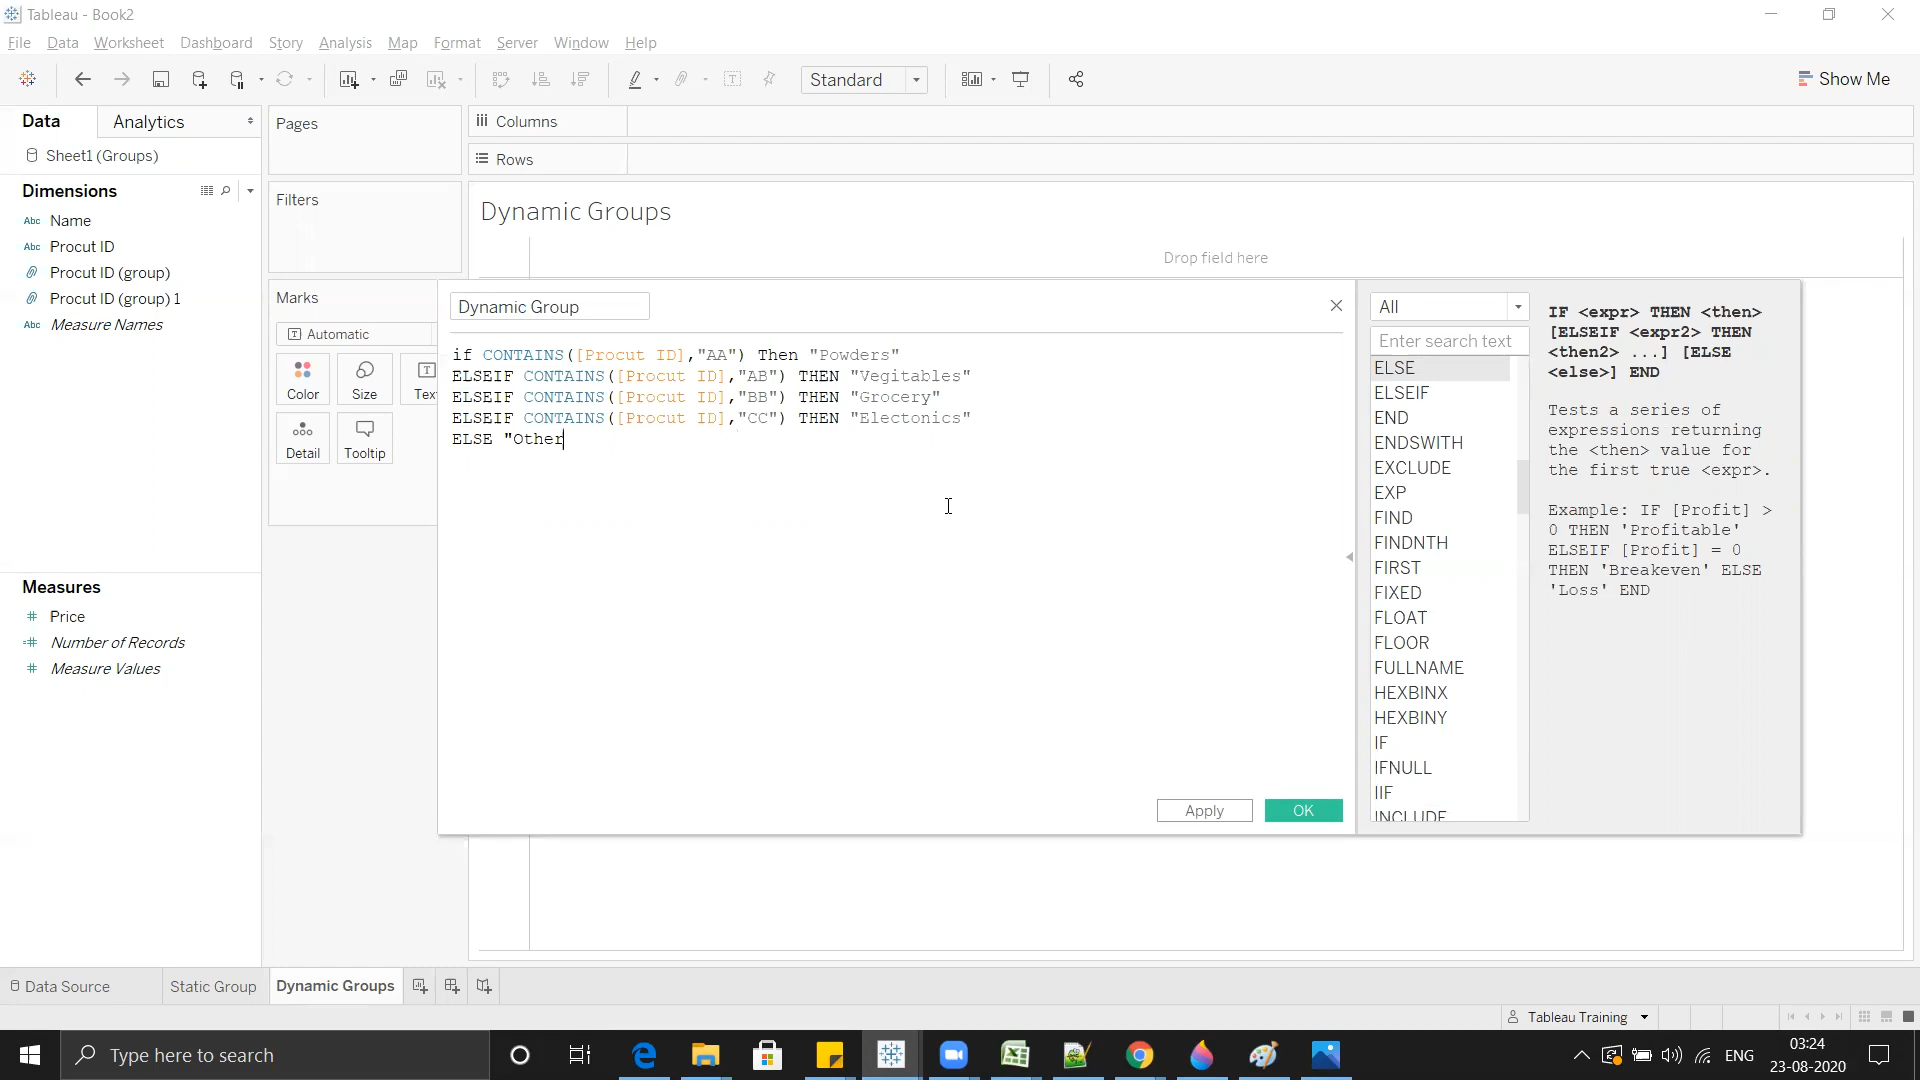 Tableau - Book2
File Data Worksheet Dashboard Story Analysis Map Format Server Window Help
Standard
Show Me
Data Analytics
Pages
Columns
Sheet1 (Groups)
Rows
Dimensions
Filters
Abc Name
Dynamic Groups
Abc Procut ID
Drop field here
Procut ID (group)
Procut ID (group) 1
Marks
Abc Measure Names
Automatic
Color Size Text
Detail Tooltip
Dynamic Group
if CONTAINS([Procut ID],"AA") Then "Powders"
ELSEIF CONTAINS([Procut ID],"AB") THEN "Vegitables"
ELSEIF CONTAINS([Procut ID],"BB") THEN "Grocery"
ELSEIF CONTAINS([Procut ID],"CC") THEN "Electonics"
ELSE "Other
Apply OK
All
Enter search text
ELSE
ELSEIF
END
ENDSWITH
EXCLUDE
EXP
FIND
FINDNTH
FIRST
FIXED
FLOAT
FLOOR
FULLNAME
HEXBINX
HEXBINY
IF
IFNULL
IIF
INCLUDE
IF <expr> THEN <then>
[ELSEIF <expr2> THEN
<then2> ...] [ELSE
<else>] END
Tests a series of
expressions returning
the <then> value for
the first true <expr>.
Example: IF [Profit] >
0 THEN 'Profitable'
ELSEIF [Profit] = 0
THEN 'Breakeven' ELSE
'Loss' END
Measures
# Price
=# Number of Records
# Measure Values
Data Source Static Group Dynamic Groups
Tableau Training
Type here to search
ENG
03:24
23-08-2020